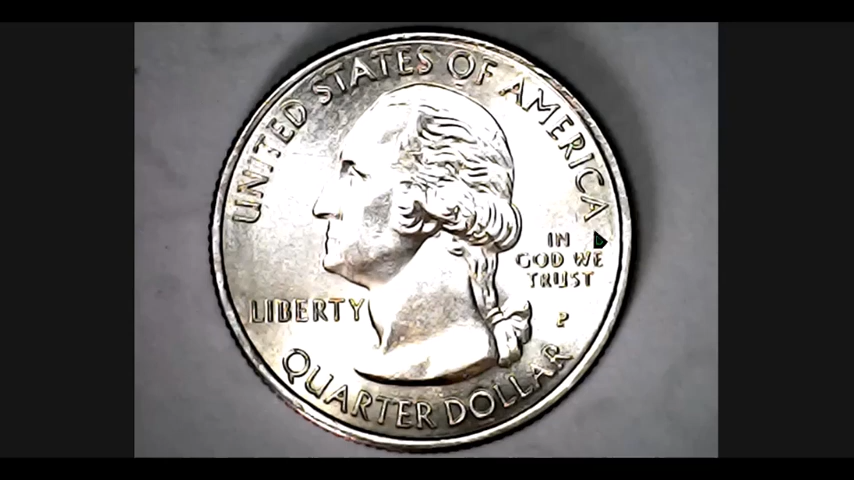 UNITED STATES OF AMERICA
IN
GOD WE
TRUST
LIBERTY
P
QUARTER DOLLAR